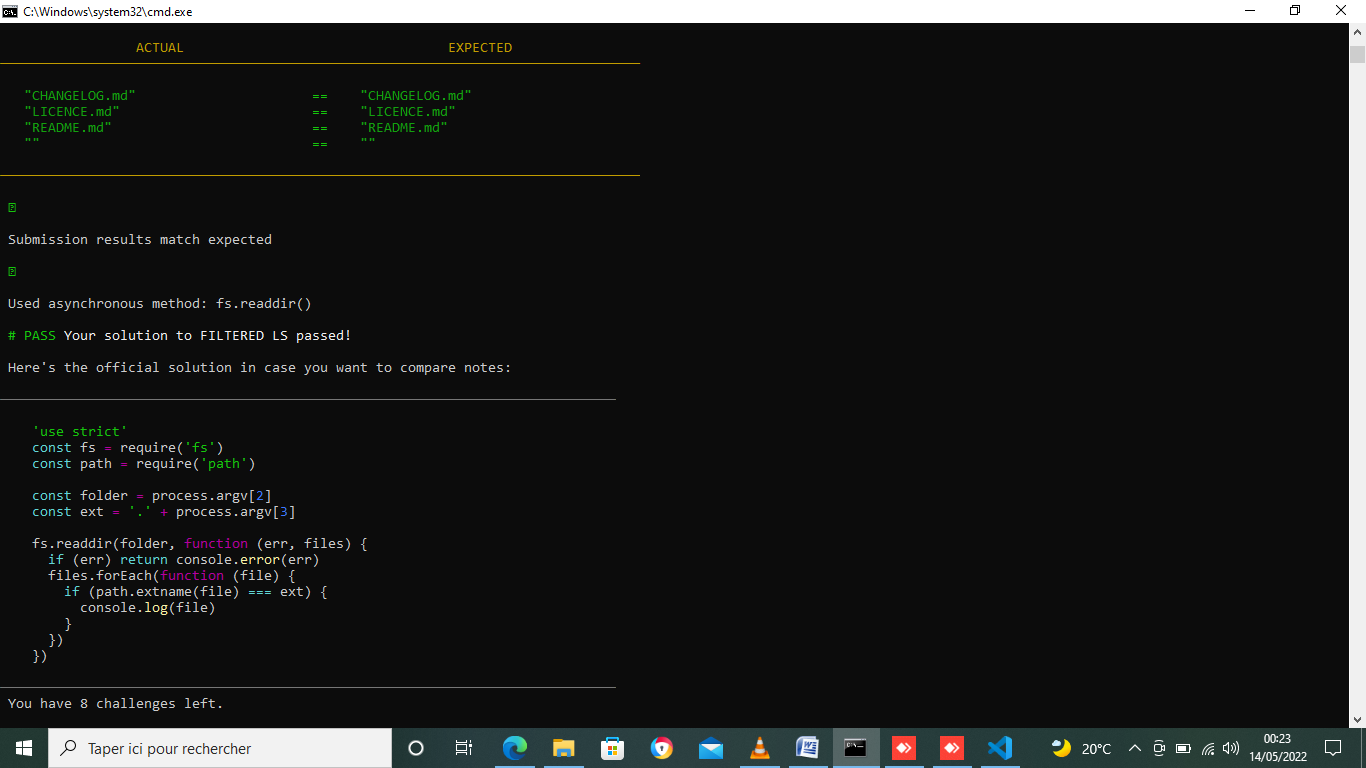 C:\Windows\system32\cmd.exe
ACTUAL EXPECTED
"CHANGELOG.md" == "CHANGELOG.md"
"LICENCE.md" == "LICENCE.md"
"README.md" == "README.md"
"" == ""
Submission results match expected
Used asynchronous method: fs.readdir()
# PASS Your solution to FILTERED LS passed!
Here's the official solution in case you want to compare notes:
'use strict'
const fs = require('fs')
const path = require('path')
const folder = process.argv[2]
const ext = '.' + process.argv[3]
fs.readdir(folder, function (err, files) {
if (err) return console.error(err)
files.forEach(function (file) {
if (path.extname(file) === ext) {
console.log(file)
}
})
})
You have 8 challenges left.
Taper ici pour rechercher
20°C
00:23
14/05/2022